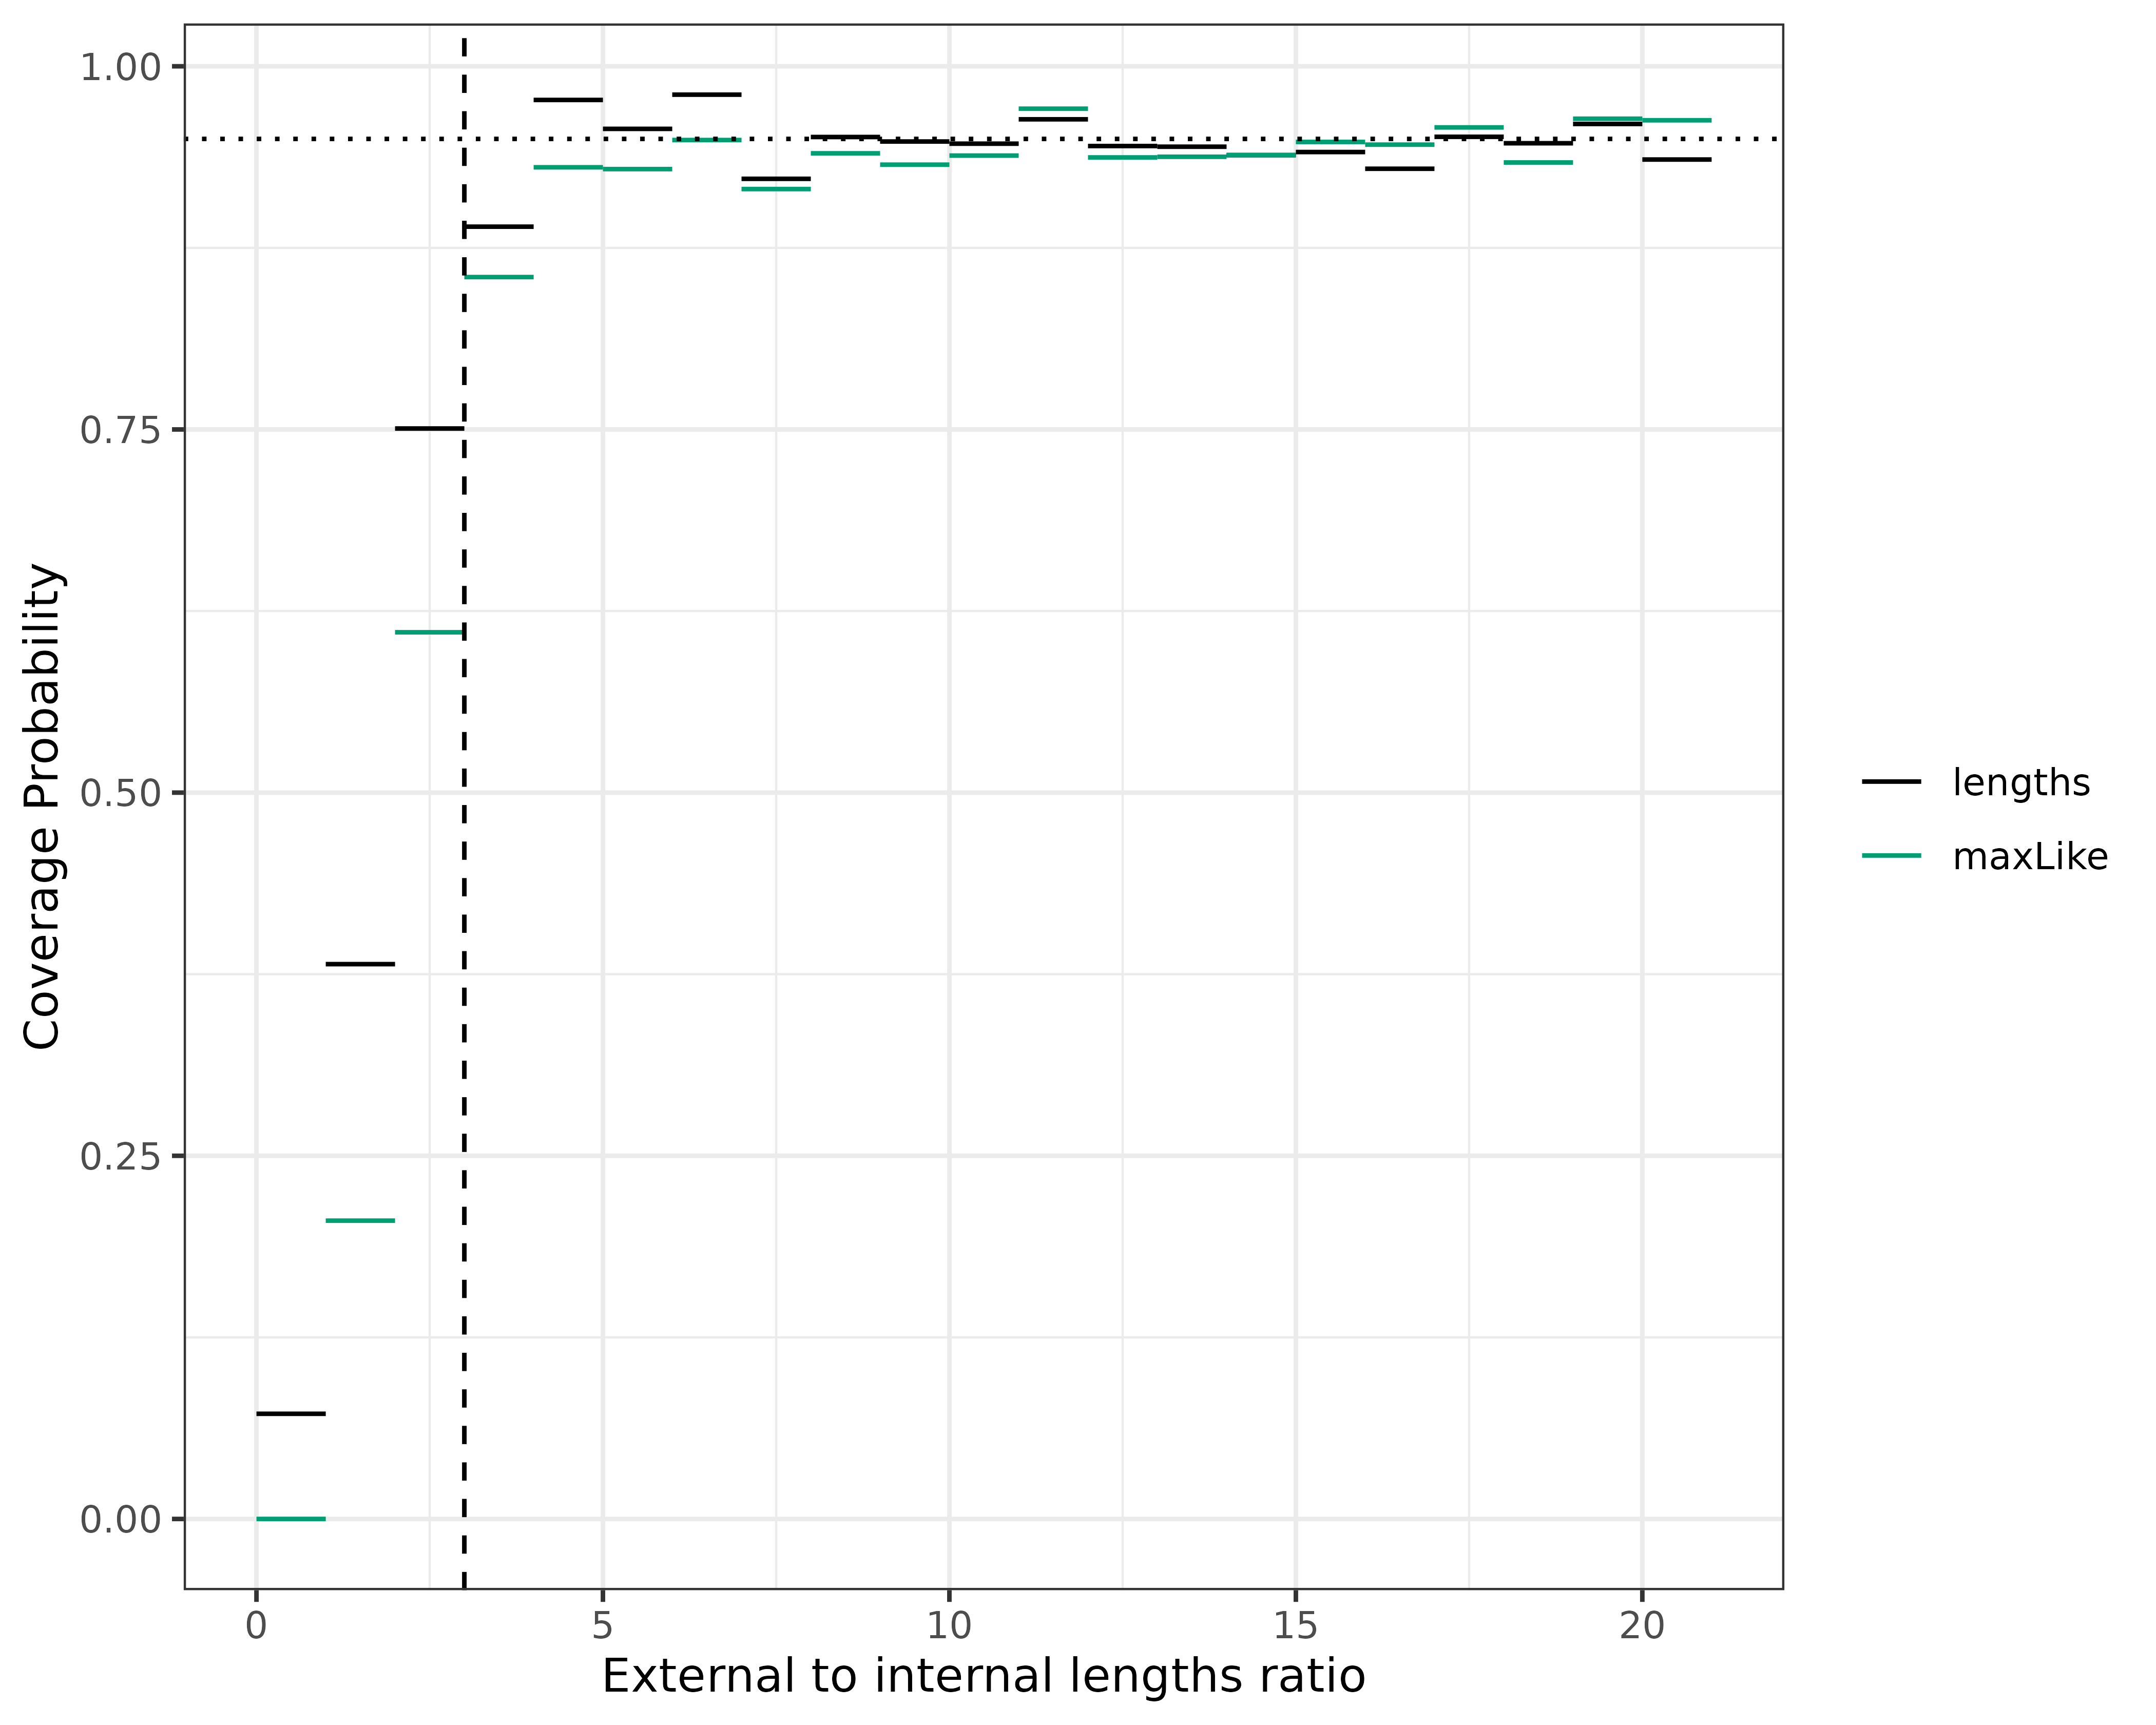 Coverage Probability
1.00
0.75
0.50
0.25
0.00
0
5
10
15
20
External to internal lengths ratio
lengths
maxLike